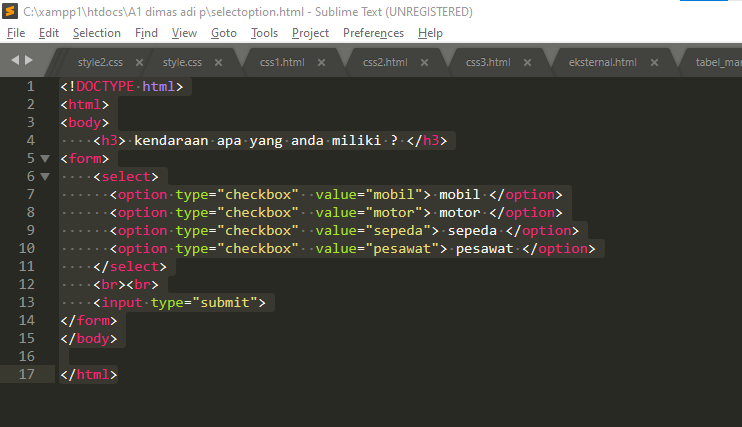 C:\xampp1\htdocs\A1 dimas adi p\selectoption.html - Sublime Text (UNREGISTERED)
File Edit Selection Find View Goto Tools Project Preferences Help
style2.css × style.css × css1.html × css2.html × css3.html × eksternal.html × tabel_ma
1 <!DOCTYPE html>
2 <html>
3 <body>
4 <h3> kendaraan apa yang anda miliki ? </h3>
5 <form>
6 <select>
7 <option type="checkbox" value="mobil"> mobil </option>
8 <option type="checkbox" value="motor"> motor </option>
9 <option type="checkbox" value="sepeda"> sepeda </option>
10 <option type="checkbox" value="pesawat"> pesawat </option>
11 </select>
12 <br><br>
13 <input type="submit">
14 </form>
15 </body>
16
17 </html>